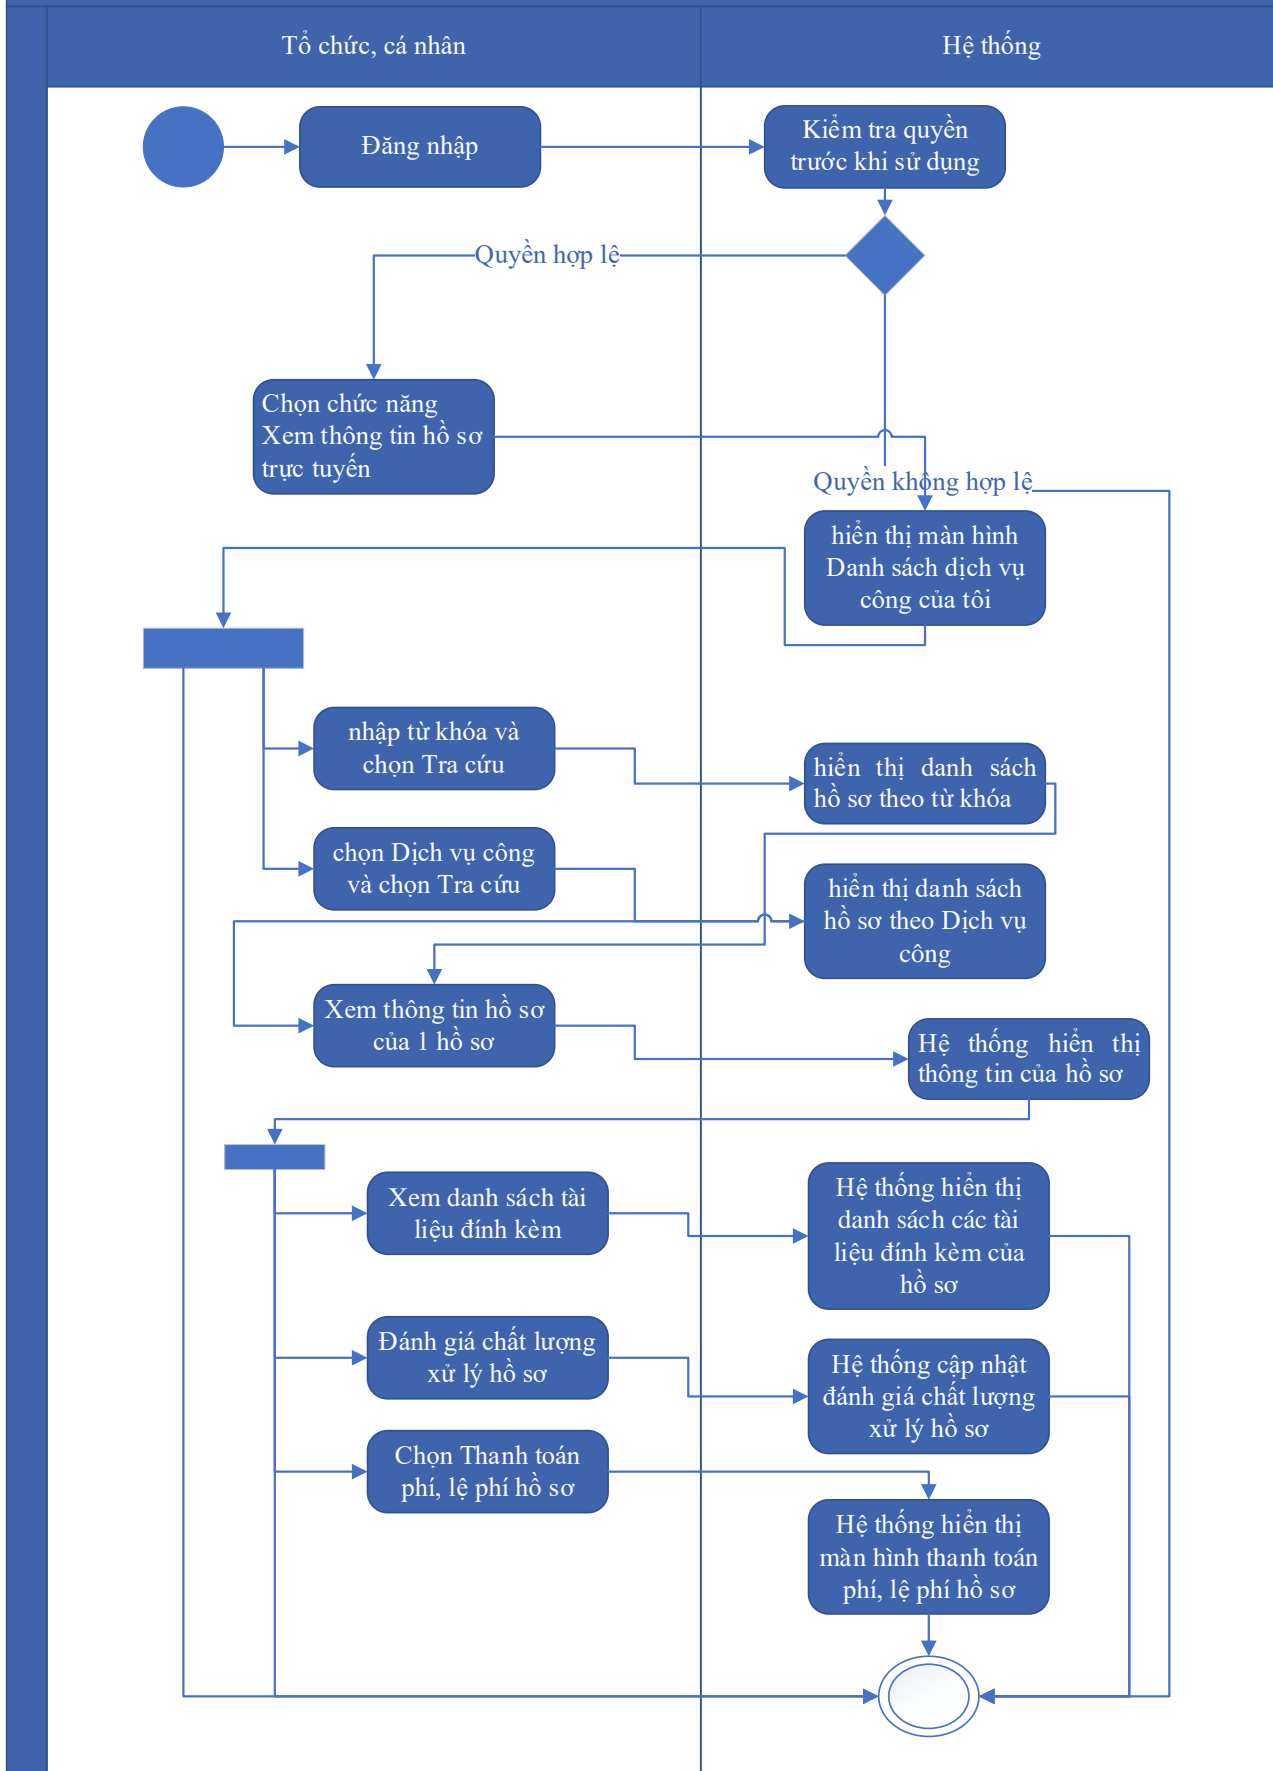 Tổ chức, cá nhân
Hệ thống
Đăng nhập
Kiểm tra quyền
trước khi sử dụng
Quyền hợp lệ
Chọn chức năng
Xem thông tin hồ sơ
trực tuyến
Quyền không hợp lệ
hiển thị màn hình
Danh sách dịch vụ
công của tôi
nhập từ khóa và
chọn Tra cứu
hiển thị danh sách
hồ sơ theo từ khóa
chọn Dịch vụ công
và chọn Tra cứu
hiển thị danh sách
hồ sơ theo Dịch vụ
công
Xem thông tin hồ sơ
của 1 hồ sơ
Hệ thống hiển thị
thông tin của hồ sơ
Xem danh sách tài
liệu đính kèm
Hệ thống hiển thị
danh sách các tài
liệu đính kèm của
hồ sơ
Đánh giá chất lượng
xử lý hồ sơ
Hệ thống cập nhật
đánh giá chất lượng
xử lý hồ sơ
Chọn Thanh toán
phí, lệ phí hồ sơ
Hệ thống hiển thị
màn hình thanh toán
phí, lệ phí hồ sơ